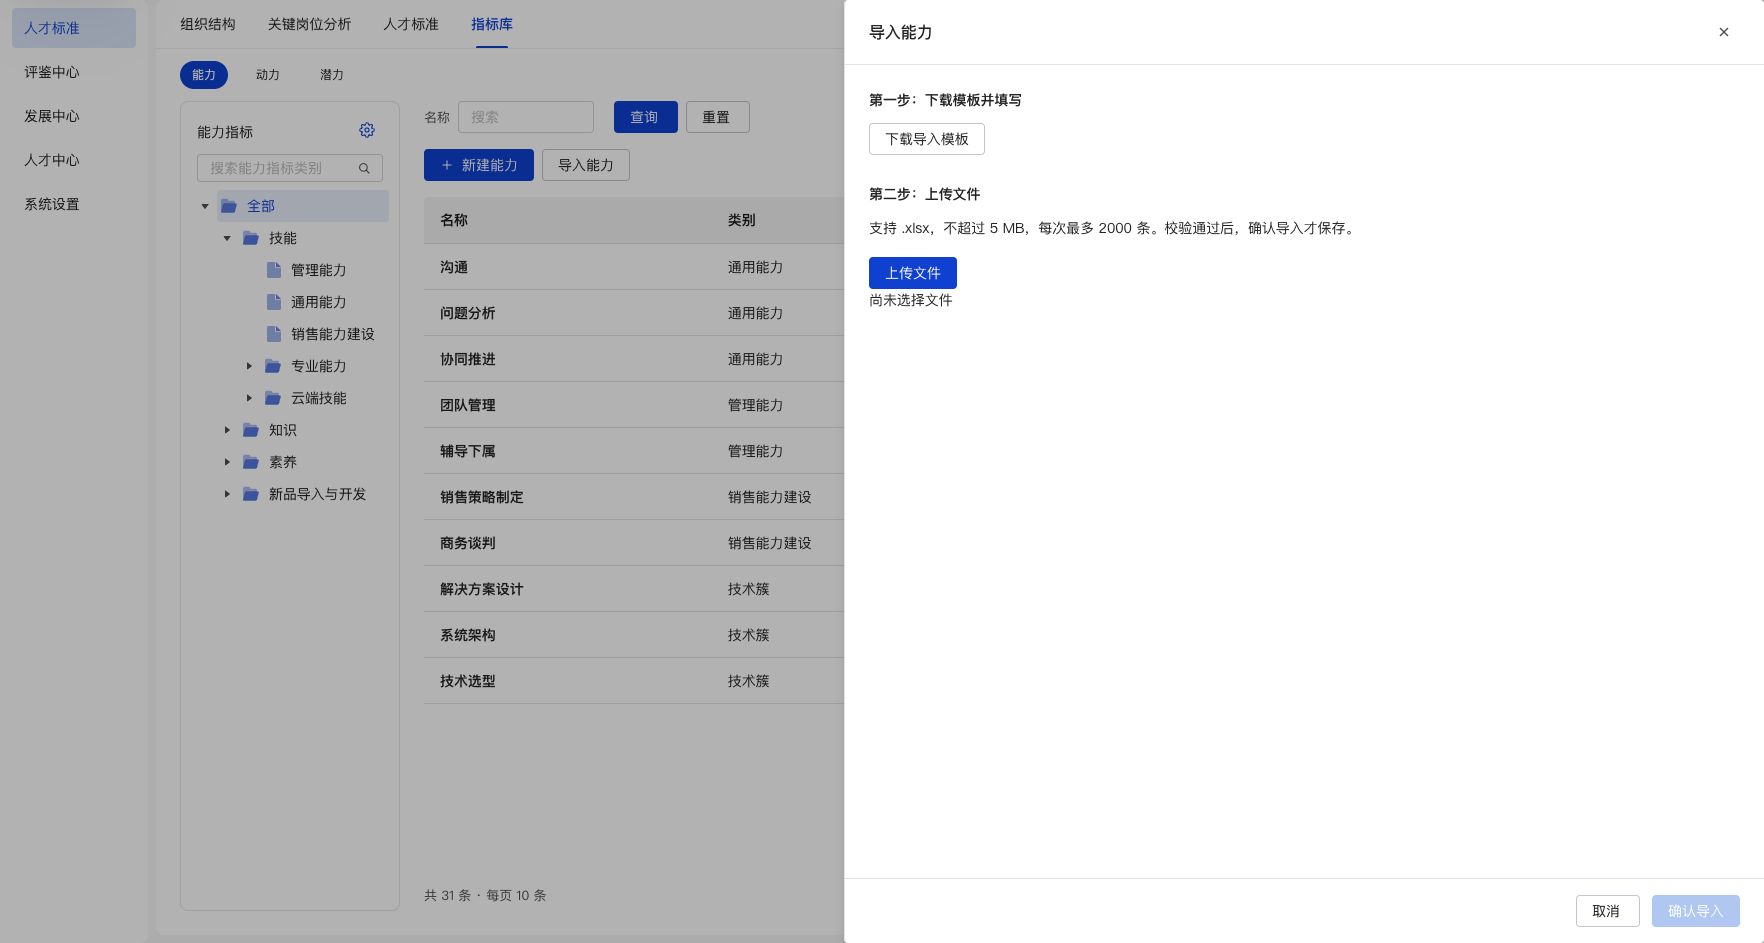 人才标准
评鉴中心
发展中心
人才中心
系统设置
组织结构 关键岗位分析 人才标准 指标库
能力 动力 潜力
能力指标
搜索能力指标类别
全部
技能
管理能力
通用能力
销售能力建设
专业能力
云端技能
知识
素养
新品导入与开发
名称 搜索 查询 重置
+ 新建能力 导入能力
名称 类别
沟通 通用能力
问题分析 通用能力
协同推进 通用能力
团队管理 管理能力
辅导下属 管理能力
销售策略制定 销售能力建设
商务谈判 销售能力建设
解决方案设计 技术簇
系统架构 技术簇
技术选型 技术簇
共 31 条 · 每页 10 条
导入能力
第一步：下载模板并填写
下载导入模板
第二步：上传文件
支持 .xlsx，不超过 5 MB，每次最多 2000 条。校验通过后，确认导入才保存。
上传文件
尚未选择文件
取消 确认导入